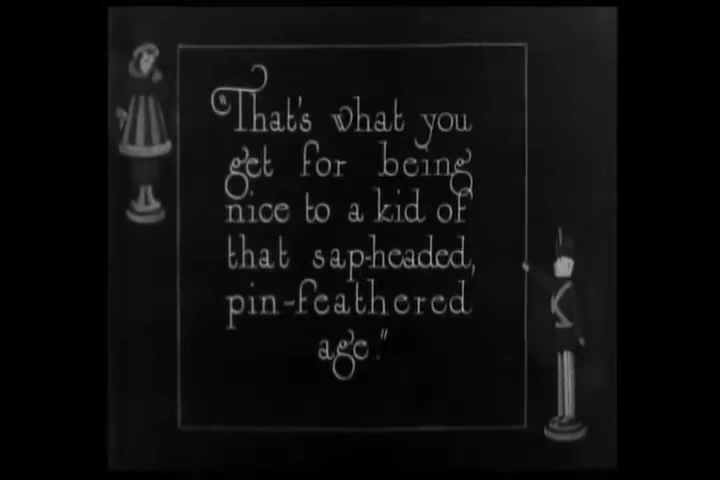 "That's what you
get for being
nice to a kid of
that sap-headed,
pin-feathered
age."